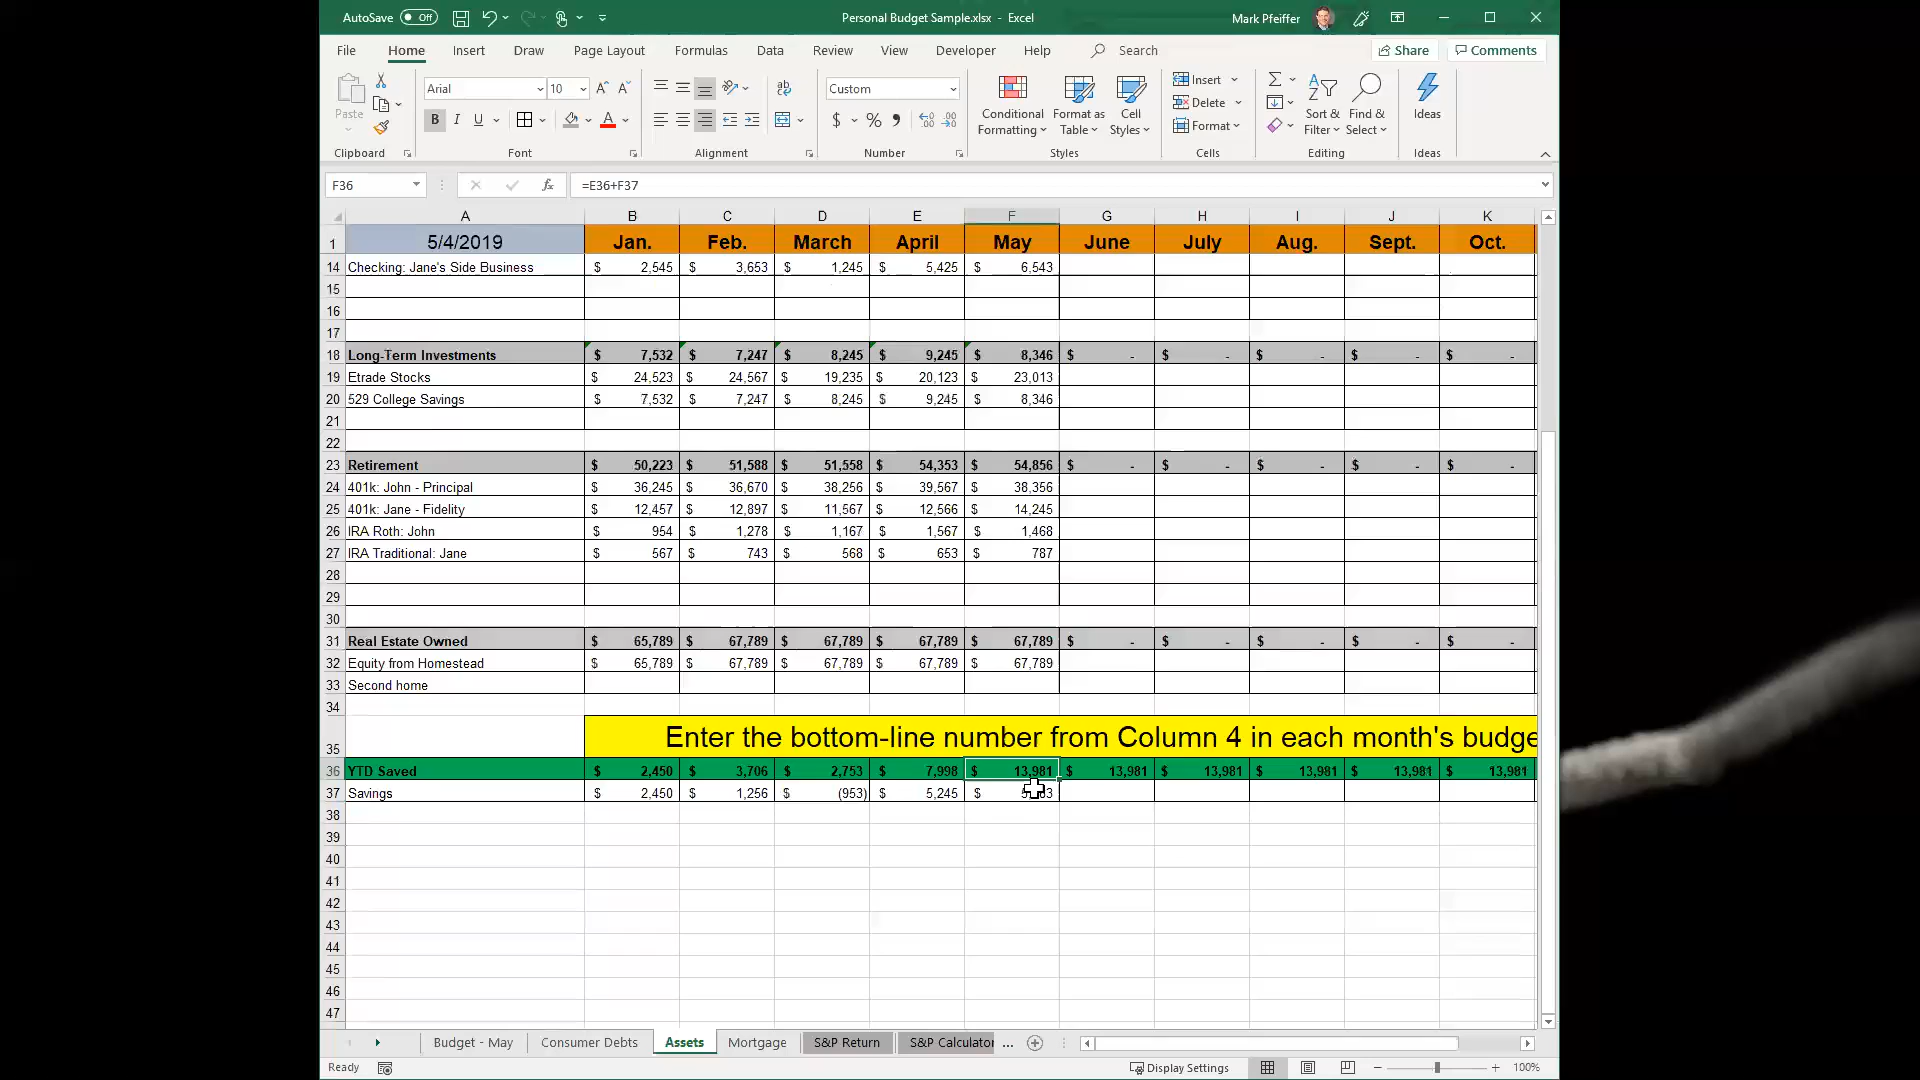 AutoSave Off Personal Budget Sample.xlsx - Excel Mark Pfeiffer
File Home Insert Draw Page Layout Formulas Data Review View Developer Help Search Share Comments
Paste Arial 10 Custom Conditional Formatting Format as Table Cell Styles Insert Delete Format Sort & Filter Find & Select Ideas
Clipboard Font Alignment Number Styles Cells Editing Ideas
F36 =E36+F37
A B C D E F G H I J K
1 5/4/2019 Jan. Feb. March April May June July Aug. Sept. Oct.
14 Checking: Jane's Side Business $ 2,545 $ 3,653 $ 1,245 $ 5,425 $ 6,543
15
16
17
18 Long-Term Investments $ 7,532 $ 7,247 $ 8,245 $ 9,245 $ 8,346 $ - $ - $ - $ - $ -
19 Etrade Stocks $ 24,523 $ 24,567 $ 19,235 $ 20,123 $ 23,013
20 529 College Savings $ 7,532 $ 7,247 $ 8,245 $ 9,245 $ 8,346
21
22
23 Retirement $ 50,223 $ 51,588 $ 51,558 $ 54,353 $ 54,856 $ - $ - $ - $ - $ -
24 401k: John - Principal $ 36,245 $ 36,670 $ 38,256 $ 39,567 $ 38,356
25 401k: Jane - Fidelity $ 12,457 $ 12,897 $ 11,567 $ 12,566 $ 14,245
26 IRA Roth: John $ 954 $ 1,278 $ 1,167 $ 1,567 $ 1,468
27 IRA Traditional: Jane $ 567 $ 743 $ 568 $ 653 $ 787
28
29
30
31 Real Estate Owned $ 65,789 $ 67,789 $ 67,789 $ 67,789 $ 67,789 $ - $ - $ - $ - $ -
32 Equity from Homestead $ 65,789 $ 67,789 $ 67,789 $ 67,789 $ 67,789
33 Second home
34
35 Enter the bottom-line number from Column 4 in each month's budge
36 YTD Saved $ 2,450 $ 3,706 $ 2,753 $ 7,998 $ 13,981 $ 13,981 $ 13,981 $ 13,981 $ 13,981 $ 13,981
37 Savings $ 2,450 $ 1,256 $ (953) $ 5,245 $
38
39
40
41
42
43
44
45
46
47
Budget - May Consumer Debts Assets Mortgage S&P Return S&P Calculator ...
Ready Display Settings 100%